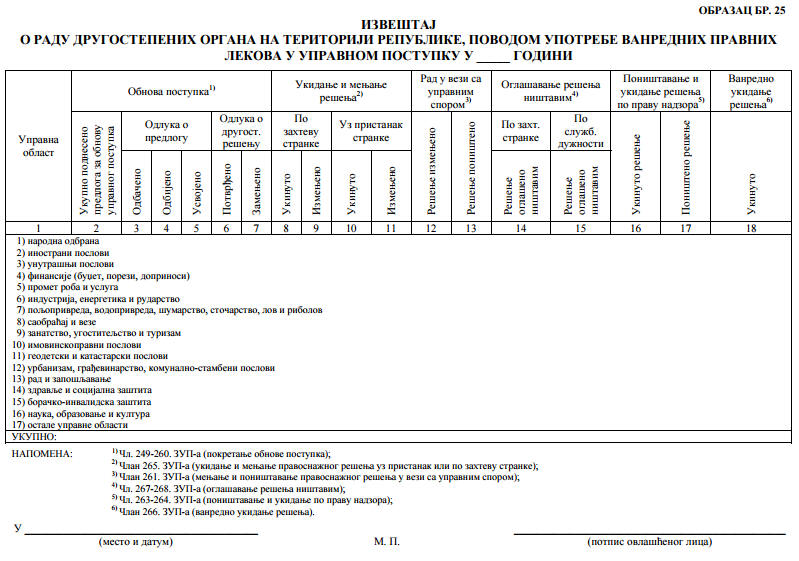 ОБРАЗАЦ БР. 25
ИЗВЕШТАЈ
О РАДУ ДРУГОСТЕПЕНИХ ОРГАНА НА ТЕРИТОРИЈИ РЕПУБЛИКЕ, ПОВОДОМ УПОТРЕБЕ ВАНРЕДНИХ ПРАВНИХ
ЛЕКОВА У УПРАВНОМ ПОСТУПКУ У _____ ГОДИНИ
Управна
област
Обнова поступка1)
Укупно поднесено
предлога за обнову
управног поступка
Одлука о
предлогу
Одбачено
Одбијено
Усвојено
Одлука о
другост.
решењу
Потврђено
Замењено
Укидање и мењање
решења2)
По
захтеву
странке
Укинуто
Измењено
Уз пристанак
странке
Укинуто
Измењено
Рад у вези са
управним
спором3)
Решење измењено
Решење поништено
Оглашавање решења
ништавим4)
По захт.
странке
Решење
оглашено
ништавим
По
служб.
дужности
Решење
оглашено
ништавим
Поништавање и
укидање решења
по праву надзора5)
Укинуто решење
Поништено решење
Ванредно
укидање
решења6)
Укинуто
1 2 3 4 5 6 7 8 9 10 11 12 13 14 15 16 17 18
1) народна одбрана
2) инострани послови
3) унутрашњи послови
4) финансије (буџет, порези, доприноси)
5) промет роба и услуга
6) индустрија, енергетика и рударство
7) пољопривреда, водопривреда, шумарство, сточарство, лов и риболов
8) саобраћај и везе
9) занатство, угоститељство и туризам
10) имовинскоправни послови
11) геодетски и катастарски послови
12) урбанизам, грађевинарство, комунално-стамбени послови
13) рад и запошљавање
14) здравље и социјална заштита
15) борачко-инвалидска заштита
16) наука, образовање и култура
17) остале управне области
УКУПНО:
НАПОМЕНА: 1) Чл. 249-260. ЗУП-а (покретање обнове поступка);
2) Члан 265. ЗУП-а (укидање и мењање правоснажног решења уз пристанак или по захтеву странке);
3) Члан 261. ЗУП-а (мењање и поништавање правоснажног решења у вези са управним спором);
4) Чл. 267-268. ЗУП-а (оглашавање решења ништавим);
5) Чл. 263-264. ЗУП-а (поништавање и укидање по праву надзора);
6) Члан 266. ЗУП-а (ванредно укидање решења).
У
(место и датум) М. П. (потпис овлашћеног лица)